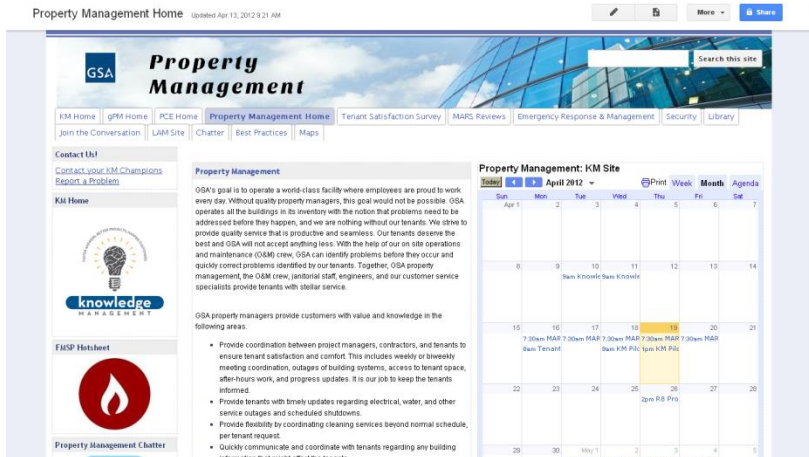 Property Management Home Updated Apr 13, 2012 9:21 AM
More
Share
GSA
Property
Management
Search this site
KM Home
gPM Home
PCE Home
Property Management Home
Tenant Satisfaction Survey
MARS Reviews
Emergency Response & Management
Security
Library
Join the Conversation
LAM Site
Chatter
Best Practices
Maps
Contact Us!
Contact your KM Champions
Report a Problem
KM Home
knowledge
MANAGEMENT
FMSP Hotsheet
Property Management Chatter
Property Management
GSA's goal is to operate a world-class facility where employees are proud to work
every day. Without quality property managers, this goal would not be possible. GSA
operates all the buildings in its inventory with the notion that problems need to be
addressed before they happen, and we are nothing without our tenants. We strive to
provide quality service that is productive and seamless. Our tenants deserve the
best and GSA will not accept anything less. With the help of our on site operations
and maintenance (O&M) crew, GSA can identify problems before they occur and
quickly correct problems identified by our tenants. Together, GSA property
management, the O&M crew, janitorial staff, engineers, and our customer service
specialists provide tenants with stellar service.
GSA property managers provide customers with value and knowledge in the
following areas.
Provide coordination between project managers, contractors, and tenants to
ensure tenant satisfaction and comfort. This includes weekly or biweekly
meeting coordination, outages of building systems, access to tenant space,
after-hours work, and progress updates. It is our job to keep the tenants
informed.
Provide tenants with timely updates regarding electrical, water, and other
service outages and scheduled shutdowns.
Provide flexibility by coordinating cleaning services beyond normal schedule,
per tenant request.
Quickly communicate and coordinate with tenants regarding any building
Property Management: KM Site
Today April 2012 Print Week Month Agenda
Sun Mon Tue Wed Thu Fri Sat
Apr 1 2 3 4 5 6 7
8 9 10 11 12 13 14
9am Knowle 9am Knowle
15 16 17 18 19 20 21
7:30am MAR 7:30am MAR 7:30am MAR 7:30am MAR 7:30am MAR
8am Tenant 9am KM Pilc 1pm KM Pilc
22 23 24 25 26 27 28
2pm R8 Pro
29 30 May 1 2 3 4 5